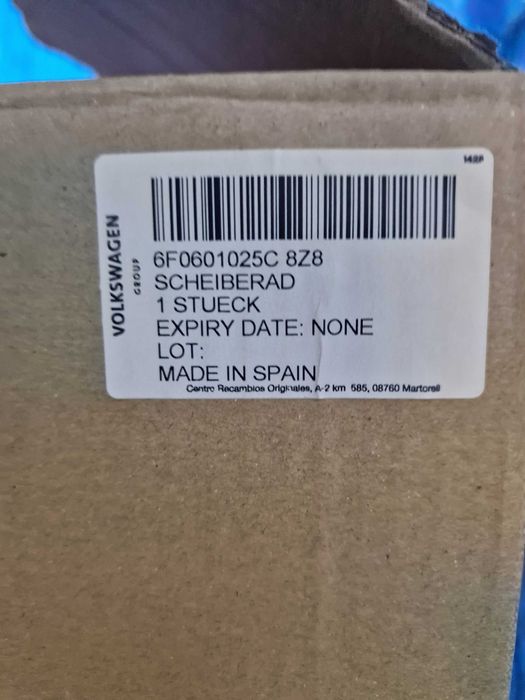 142P
VOLKSWAGEN
GROUP
6F0601025C 8Z8
SCHEIBERAD
1 STUECK
EXPIRY DATE: NONE
LOT:
MADE IN SPAIN
Centro Recambios Originales, A-2 km 585, 08760 Martorell